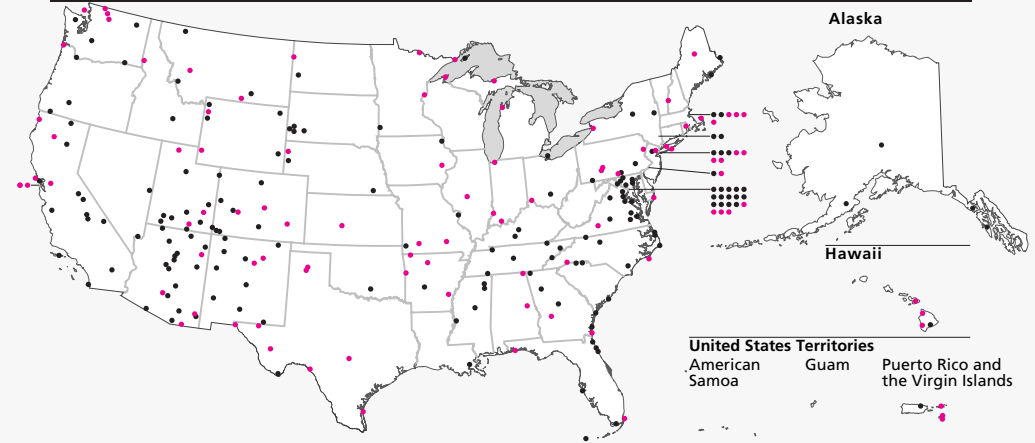 Alaska
Hawaii
United States Territories
American
Samoa
Guam
Puerto Rico and
the Virgin Islands